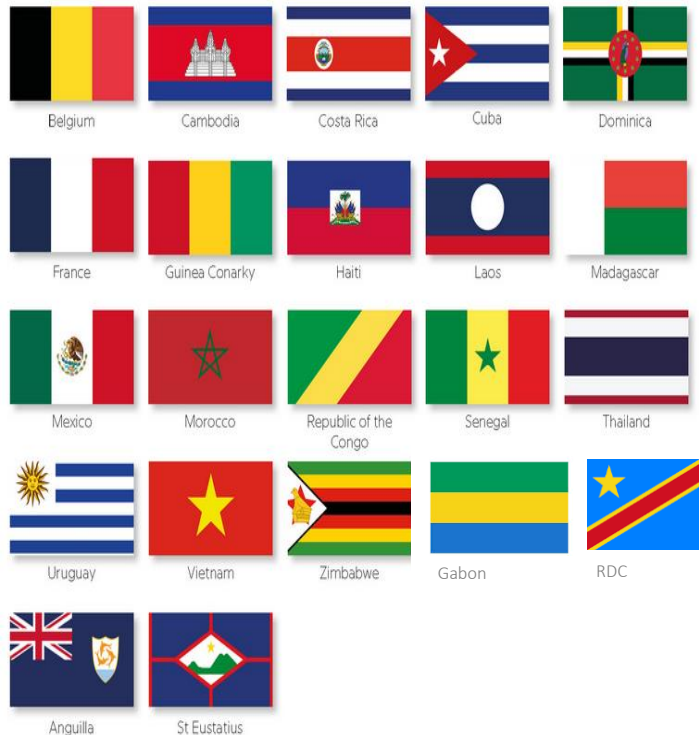 Belgium
Cambodia
Costa Rica
Cuba
Dominica
France
Guinea Conarky
Haiti
Laos
Madagascar
Mexico
Morocco
Republic of the
Congo
Senegal
Thailand
Uruguay
Vietnam
Zimbabwe
Gabon
RDC
Anguilla
St Eustatius